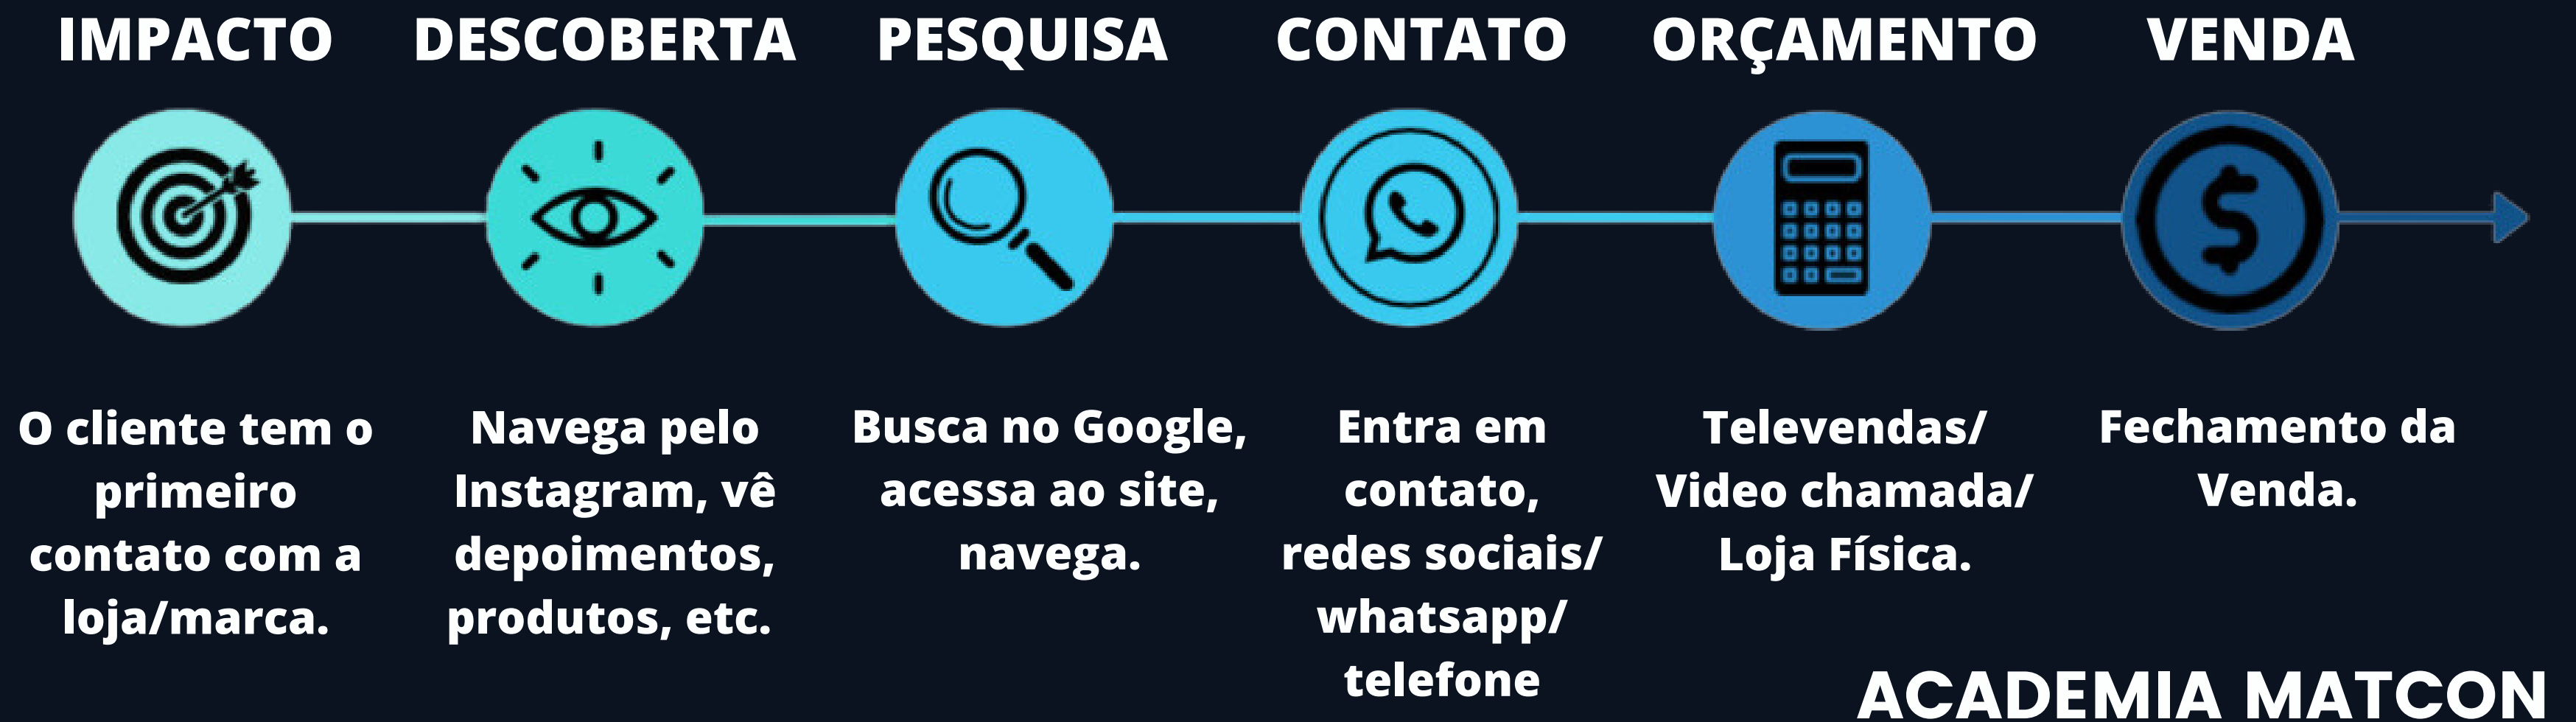 IMPACTO
DESCOBERTA
PESQUISA
CONTATO
ORÇAMENTO
VENDA
O cliente tem o
primeiro
contato com a
loja/marca.
Navega pelo
Instagram, vê
depoimentos,
produtos, etc.
Busca no Google,
acessa ao site,
navega.
Entra em
contato,
redes sociais/
whatsapp/
telefone
Televendas/
Video chamada/
Loja Física.
Fechamento da
Venda.
ACADEMIA MATCON